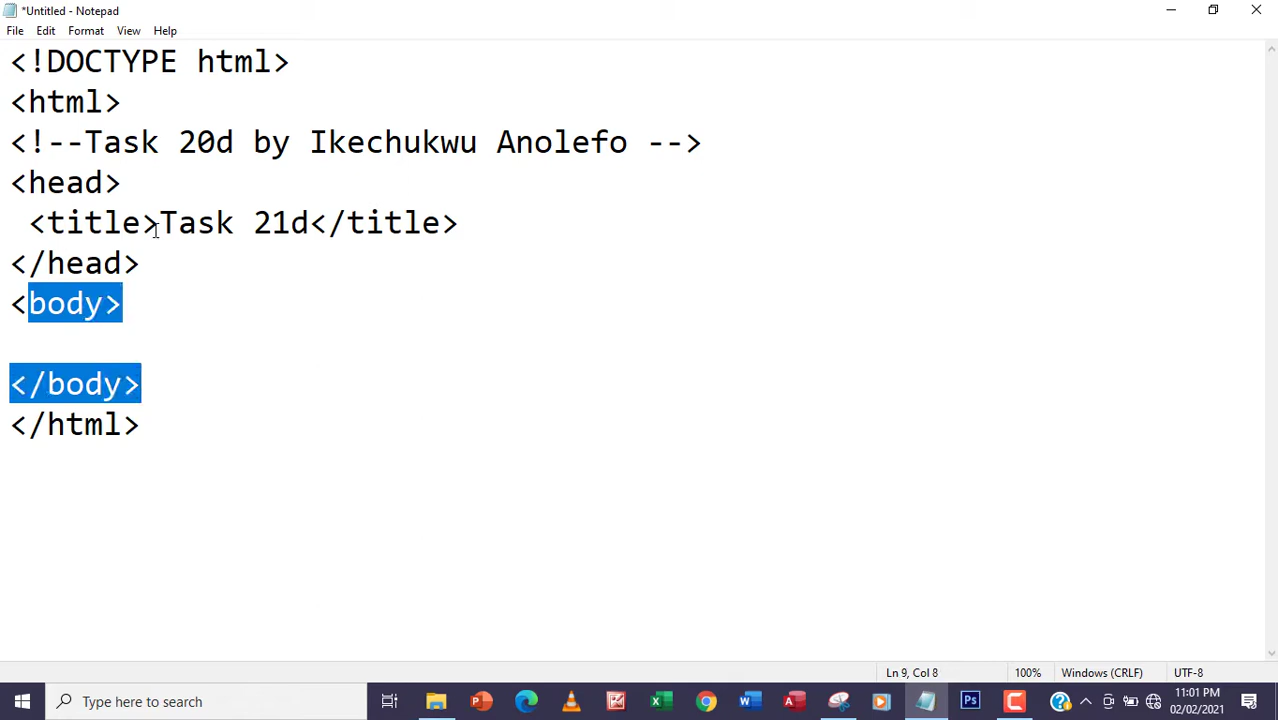 *Untitled - Notepad
File Edit Format View Help
<!DOCTYPE html>
<html>
<!--Task 20d by Ikechukwu Anolefo -->
<head>
<title>Task 21d</title>
</head>
<body>
</body>
</html>
Ln 9, Col 8 100% Windows (CRLF) UTF-8
Type here to search
11:01 PM
02/02/2021